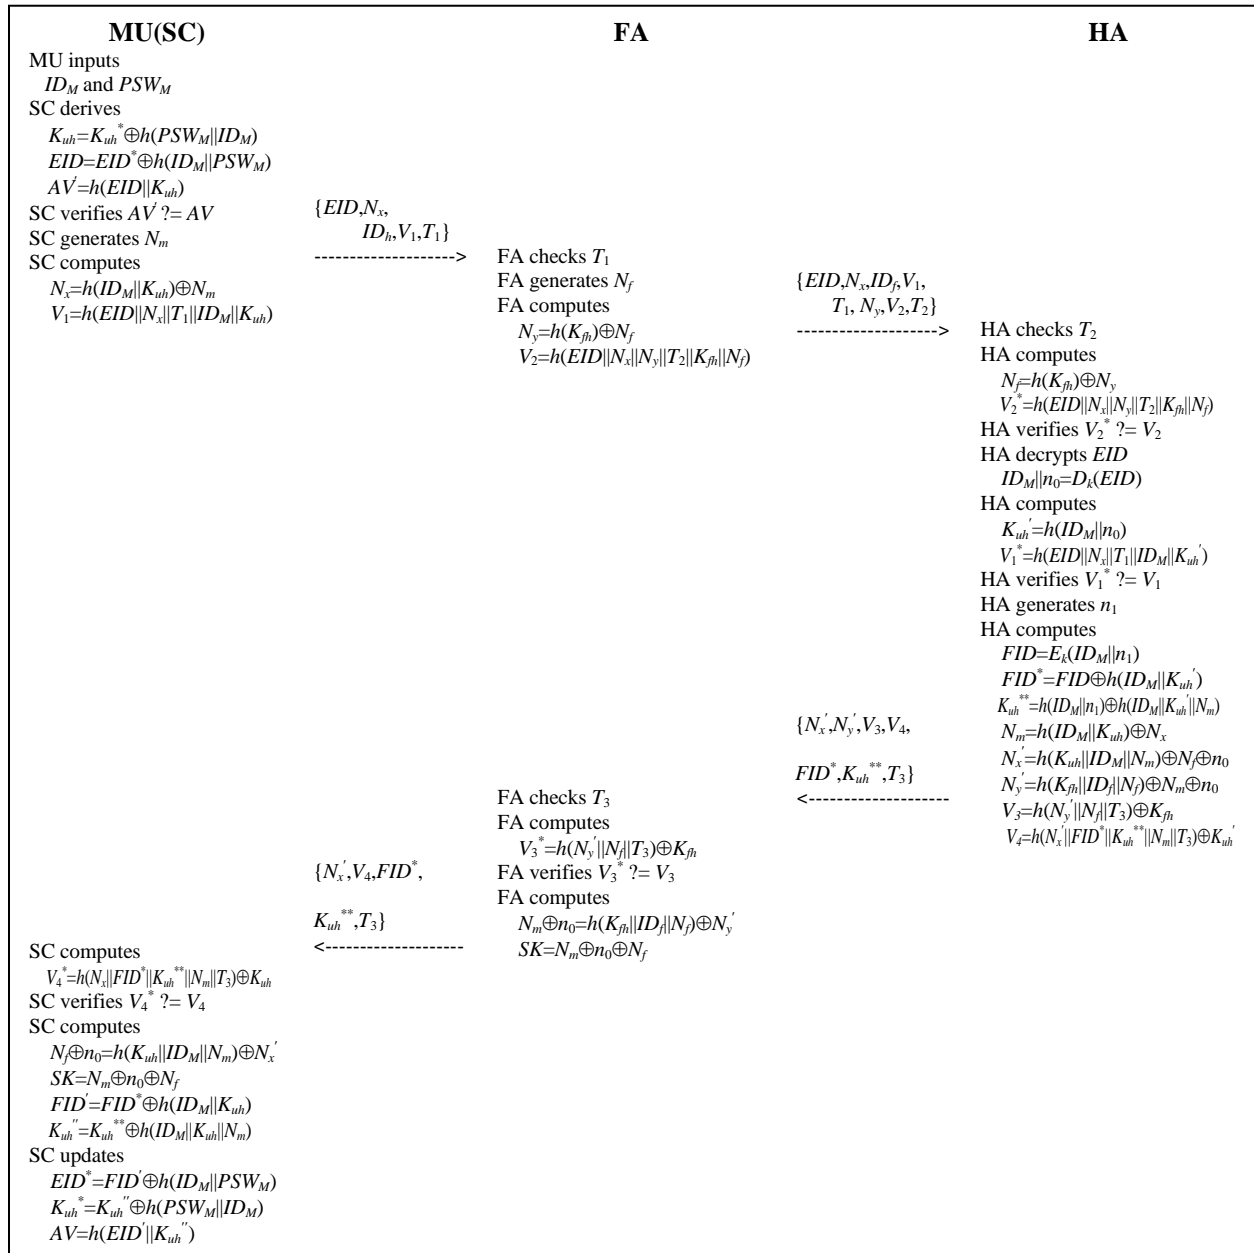 MU(SC)
FA
HA
MU inputs
ID_M and PSW_M
SC derives
K_uh=K_uh^*⊕h(PSW_M||ID_M)
EID=EID^*⊕h(ID_M||PSW_M)
AV'=h(EID||K_uh)
SC verifies AV' ?= AV
SC generates N_m
SC computes
N_x=h(ID_M||K_uh)⊕N_m
V_1=h(EID||N_x||T_1||ID_M||K_uh)
{EID,N_x,
ID_h,V_1,T_1}
-------------------->
FA checks T_1
FA generates N_f
FA computes
N_y=h(K_fh)⊕N_f
V_2=h(EID||N_x||N_y||T_2||K_fh||N_f)
{EID,N_x,ID_f,V_1,
T_1, N_y,V_2,T_2}
-------------------->
HA checks T_2
HA computes
N_f=h(K_fh)⊕N_y
V_2^*=h(EID||N_x||N_y||T_2||K_fh||N_f)
HA verifies V_2^* ?= V_2
HA decrypts EID
ID_M||n_0=D_k(EID)
HA computes
K_uh'=h(ID_M||n_0)
V_1^*=h(EID||N_x||T_1||ID_M||K_uh')
HA verifies V_1^* ?= V_1
HA generates n_1
HA computes
FID=E_k(ID_M||n_1)
FID^*=FID⊕h(ID_M||K_uh')
K_uh^**=h(ID_M||n_1)⊕h(ID_M||K_uh'||N_m)
N_m=h(ID_M||K_uh)⊕N_x
N_x'=h(K_uh||ID_M||N_m)⊕N_f⊕n_0
N_y'=h(K_fh||ID_f||N_f)⊕N_m⊕n_0
V_3=h(N_y'||N_f||T_3)⊕K_fh
V_4=h(N_x'||FID^*||K_uh^**||N_m||T_3)⊕K_uh'
{N_x',N_y',V_3,V_4,
FID^*,K_uh^**,T_3}
<--------------------
FA checks T_3
FA computes
V_3^*=h(N_y'||N_f||T_3)⊕K_fh
FA verifies V_3^* ?= V_3
FA computes
N_m⊕n_0=h(K_fh||ID_f||N_f)⊕N_y'
SK=N_m⊕n_0⊕N_f
{N_x',V_4,FID^*,
K_uh^**,T_3}
<--------------------
SC computes
V_4^*=h(N_x||FID^*||K_uh^**||N_m||T_3)⊕K_uh
SC verifies V_4^* ?= V_4
SC computes
N_f⊕n_0=h(K_uh||ID_M||N_m)⊕N_x'
SK=N_m⊕n_0⊕N_f
FID'=FID^*⊕h(ID_M||K_uh)
K_uh''=K_uh^**⊕h(ID_M||K_uh||N_m)
SC updates
EID^*=FID'⊕h(ID_M||PSW_M)
K_uh^*=K_uh''⊕h(PSW_M||ID_M)
AV=h(EID'||K_uh'')